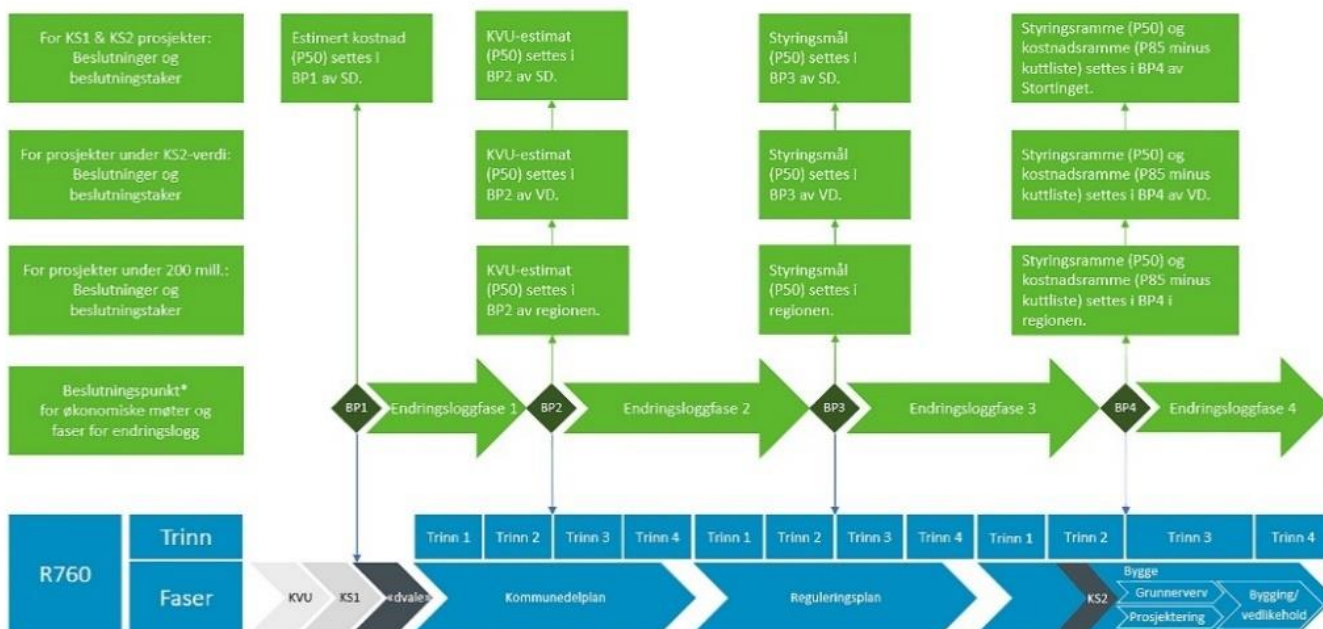 For KS1 & KS2 prosjekter:
Beslutninger og
beslutningstaker
Estimert kostnad
(P50) settes i
BP1 av SD.
KVU-estimat
(P50) settes i
BP2 av SD.
Styringsmål
(P50) settes i
BP3 av SD.
Styringsramme (P50) og
kostnadsramme (P85 minus
kuttliste) settes i BP4 av
Stortinget.
For prosjekter under KS2-verdi:
Beslutninger og
beslutningstaker
KVU-estimat
(P50) settes i
BP2 av VD.
Styringsmål
(P50) settes i
BP3 av VD.
Styringsramme (P50) og
kostnadsramme (P85 minus
kuttliste) settes i BP4 av VD.
For prosjekter under 200 mill.:
Beslutninger og
beslutningstaker
KVU-estimat
(P50) settes i
BP2 av regionen.
Styringsmål
(P50) settes i
regionen.
Styringsramme (P50) og
kostnadsramme (P85 minus
kuttliste) settes i BP4 i
regionen.
Beslutningspunkt*
for økonomiske møter og
faser for endringslogg
BP1
Endringsloggfase 1
BP2
Endringsloggfase 2
BP3
Endringsloggfase 3
BP4
Endringsloggfase 4
R760
Trinn
Trinn 1
Trinn 2
Trinn 3
Trinn 4
Trinn 1
Trinn 2
Trinn 3
Trinn 4
Trinn 1
Trinn 2
Trinn 3
Trinn 4
Faser
KVU
KS1
«dvale»
Kommunedelplan
Reguleringsplan
KS2
Bygge
Grunnerverv
Prosjektering
Bygging/
vedlikehold